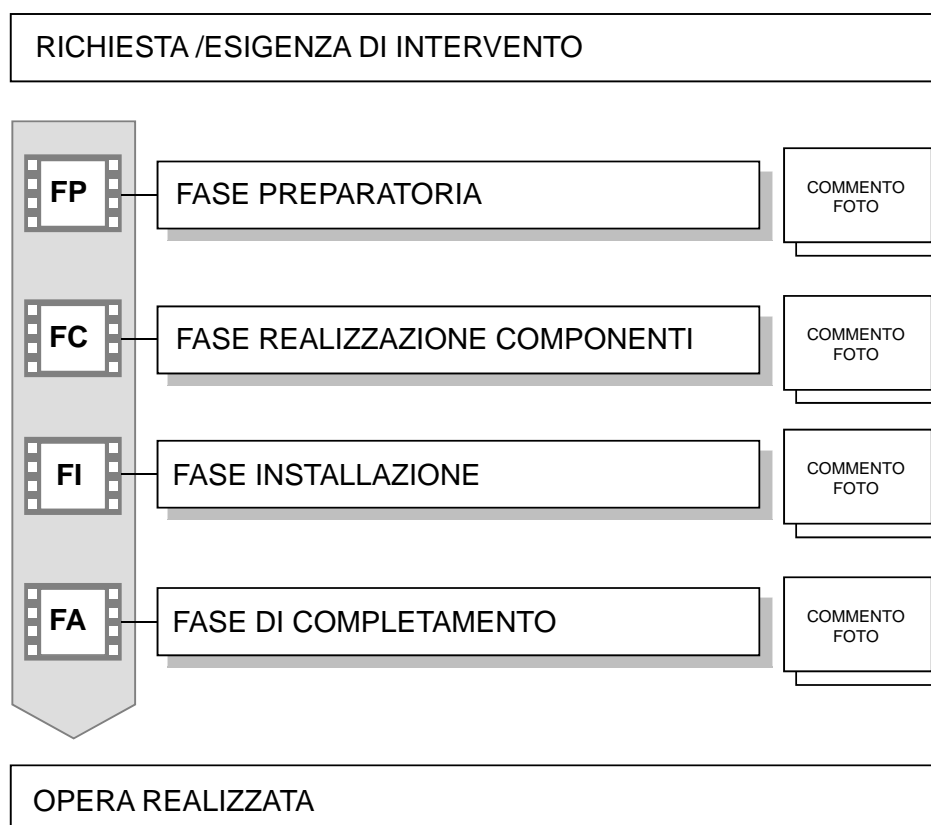 RICHIESTA /ESIGENZA DI INTERVENTO
FP
FASE PREPARATORIA
COMMENTO
FOTO
FC
FASE REALIZZAZIONE COMPONENTI
COMMENTO
FOTO
FI
FASE INSTALLAZIONE
COMMENTO
FOTO
FA
FASE DI COMPLETAMENTO
COMMENTO
FOTO
OPERA REALIZZATA